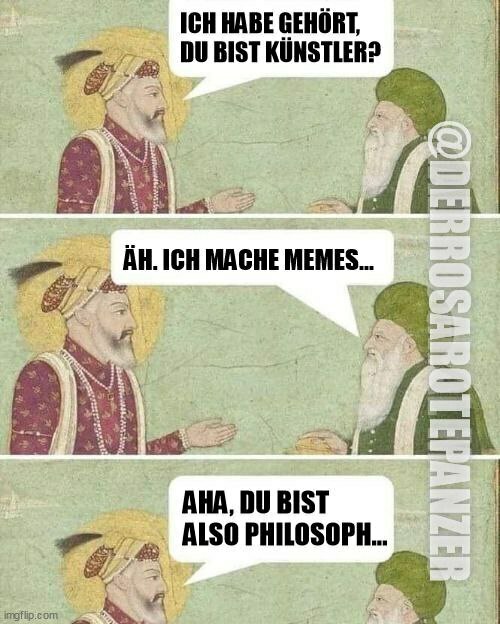 ICH HABE GEHÖRT,
DU BIST KÜNSTLER?
@DERROSAROTEPANZER
ÄH. ICH MACHE MEMES...
AHA, DU BIST
ALSO PHILOSOPH...
imgflip.com